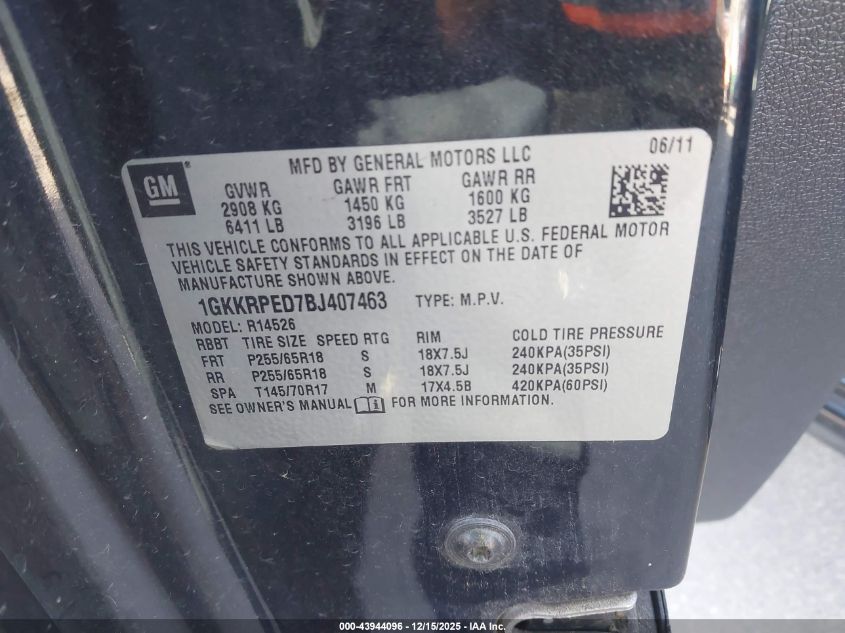 06/11
MFD BY GENERAL MOTORS LLC
GM
GVWR GAWR FRT GAWR RR
2908 KG 1450 KG 1600 KG
6411 LB 3196 LB 3527 LB
THIS VEHICLE CONFORMS TO ALL APPLICABLE U.S. FEDERAL MOTOR
VEHICLE SAFETY STANDARDS IN EFFECT ON THE DATE OF
MANUFACTURE SHOWN ABOVE.
1GKKRPED7BJ407463 TYPE: M.P.V.
MODEL: R14526
RBBT TIRE SIZE SPEED RTG RIM COLD TIRE PRESSURE
FRT P255/65R18 S 18X7.5J 240KPA(35PSI)
RR P255/65R18 S 18X7.5J 240KPA(35PSI)
SPA T145/70R17 M 17X4.5B 420KPA(60PSI)
SEE OWNER'S MANUAL FOR MORE INFORMATION.
000-43944096 - 12/15/2025 - IAA Inc.